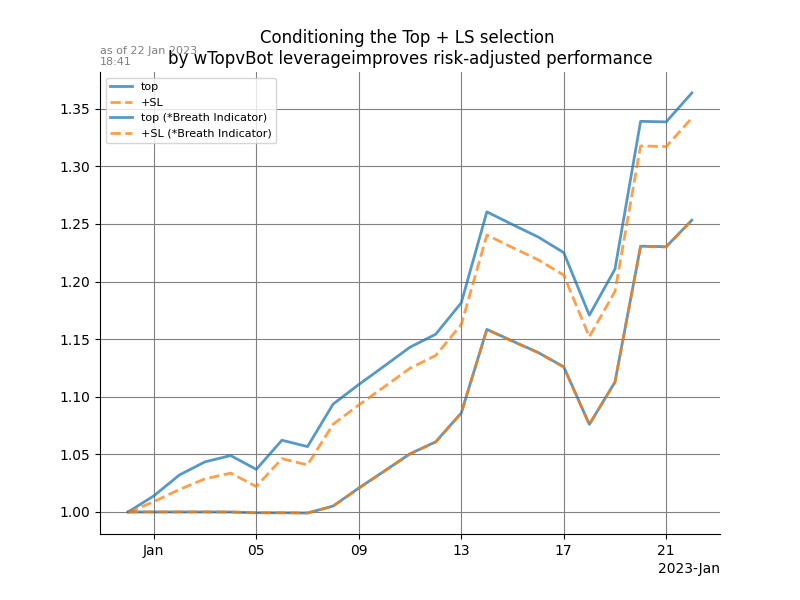 Conditioning the Top + LS selection
by wTopvBot leverageimproves risk-adjusted performance
as of 22 Jan 2023
18:41
top
+SL
top (*Breath Indicator)
+SL (*Breath Indicator)
1.35
1.30
1.25
1.20
1.15
1.10
1.05
1.00
Jan 05 09 13 17 21
2023-Jan